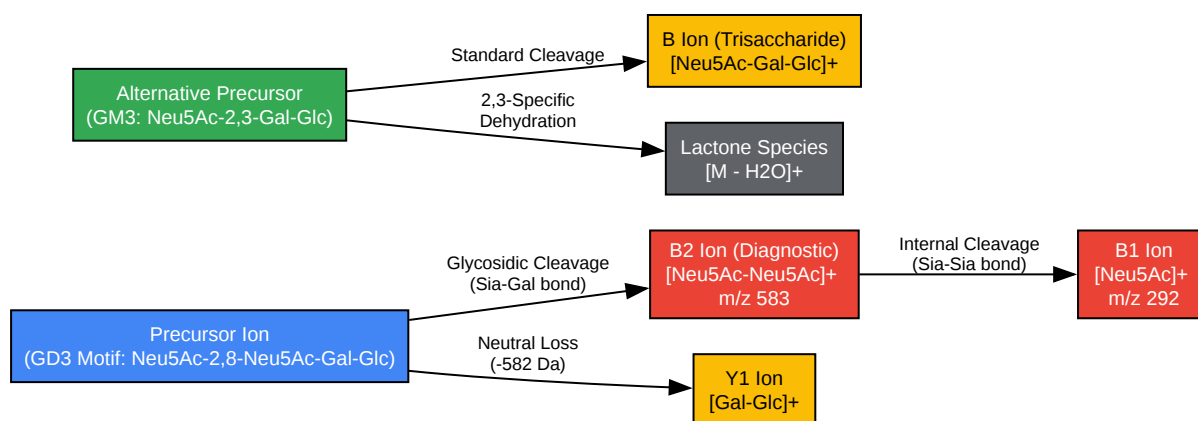 Alternative Precursor
(GM3: Neu5Ac-2,3-Gal-Glc)
Standard Cleavage
B Ion (Trisaccharide)
[Neu5Ac-Gal-Glc]+
2,3-Specific
Dehydration
Lactone Species
[M - H2O]+
Precursor Ion
(GD3 Motif: Neu5Ac-2,8-Neu5Ac-Gal-Glc)
Glycosidic Cleavage
(Sia-Gal bond)
B2 Ion (Diagnostic)
[Neu5Ac-Neu5Ac]+
m/z 583
Internal Cleavage
(Sia-Sia bond)
B1 Ion
[Neu5Ac]+
m/z 292
Neutral Loss
(-582 Da)
Y1 Ion
[Gal-Glc]+